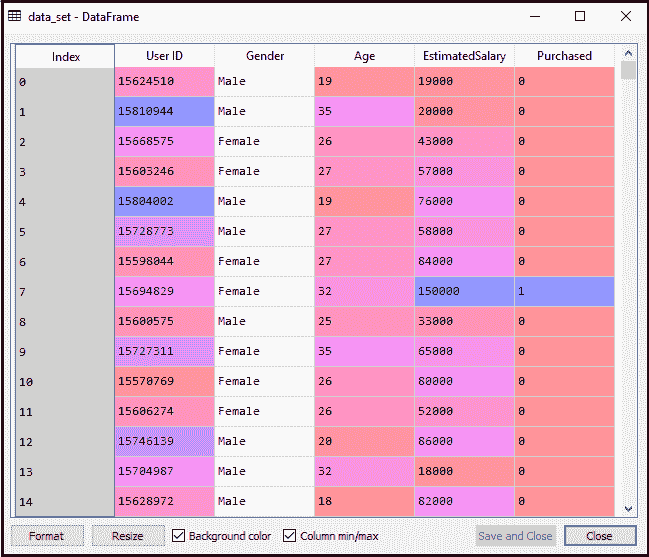 data_set - DataFrame
Index User ID Gender Age EstimatedSalary Purchased
0 15624510 Male 19 19000 0
1 15810944 Male 35 20000 0
2 15668575 Female 26 43000 0
3 15603246 Female 27 57000 0
4 15804002 Male 19 76000 0
5 15728773 Male 27 58000 0
6 15598044 Female 27 84000 0
7 15694829 Female 32 150000 1
8 15600575 Male 25 33000 0
9 15727311 Female 35 65000 0
10 15570769 Female 26 80000 0
11 15606274 Female 26 52000 0
12 15746139 Male 20 86000 0
13 15704987 Male 32 18000 0
14 15628972 Male 18 82000 0
Format Resize Background color Column min/max Save and Close Close